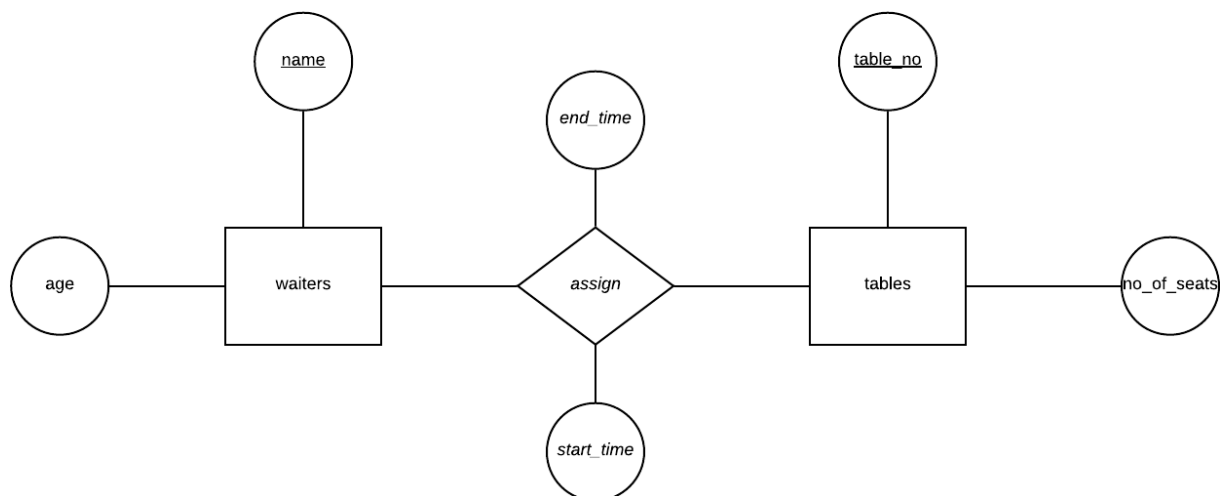 name
table_no
end_time
age
waiters
assign
tables
no_of_seats
start_time